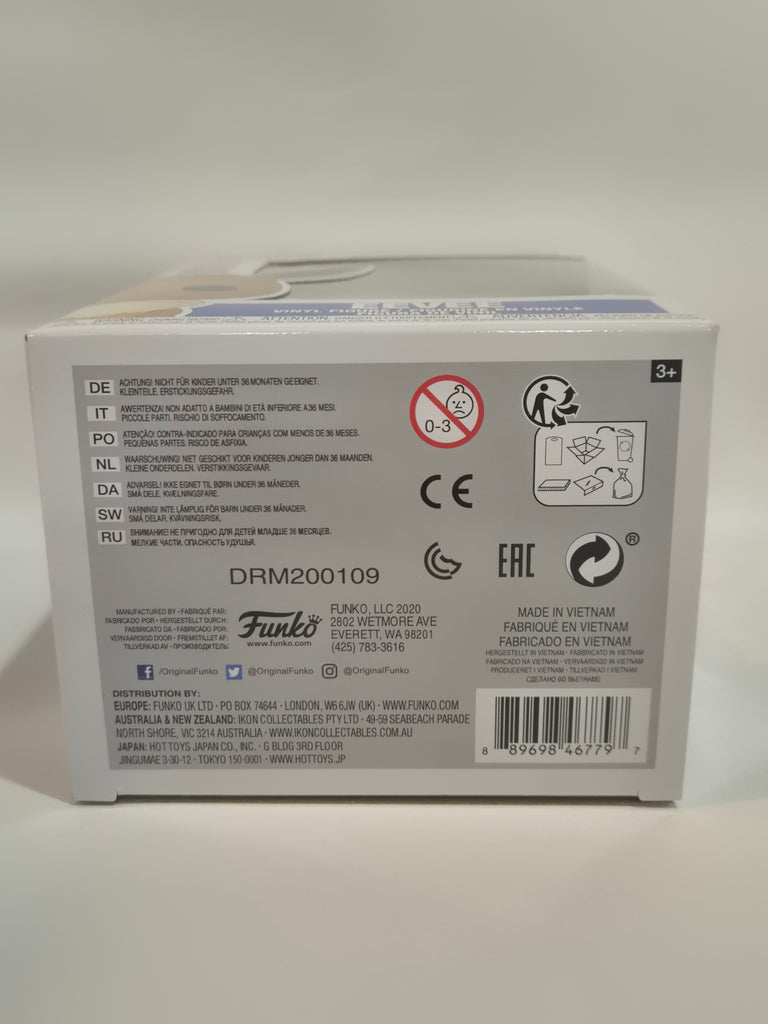 EEVEE
3+
DE ACHTUNG! NICHT FÜR KINDER UNTER 36 MONATEN GEEIGNET.
KLEINTEILE. ERSTICKUNGSGEFAHR.
IT AVVERTENZA! NON ADATTO A BAMBINI DI ETÀ INFERIORE A 36 MESI.
PICCOLE PARTI. RISCHIO DI SOFFOCAMENTO.
PO ATENÇÃO! CONTRA-INDICADO PARA CRIANÇAS COM MENOS DE 36 MESES.
PEQUENAS PARTES. RISCO DE ASFIXIA.
NL WAARSCHUWING! NIET GESCHIKT VOOR KINDEREN JONGER DAN 36 MAANDEN.
KLEINE ONDERDELEN. VERSTIKKINGSGEVAAR.
DA ADVARSEL! IKKE EGNET TIL BØRN UNDER 36 MÅNEDER.
SMÅ DELE. KVÆLNINGSFARE.
SW VARNING! INTE LÄMPLIG FÖR BARN UNDER 36 MÅNADER.
SMÅ DELAR. KVÄVNINGSRISK.
RU ВНИМАНИЕ! НЕ ПРИГОДНО ДЛЯ ДЕТЕЙ МЛАДШЕ 36 МЕСЯЦЕВ.
МЕЛКИЕ ЧАСТИ. ОПАСНОСТЬ УДУШЬЯ.
0-3
CE
EAC
®
DRM200109
MANUFACTURED BY • FABRIQUÉ PAR:
FABRICADO POR • HERGESTELLT DURCH:
FABBRICATO DA • FABRICADO POR:
VERVAARDIGD DOOR • FREMSTILLET AF:
TILLVERKAD AV • ПРОИЗВОДИТЕЛЬ:
Funko
www.funko.com
FUNKO, LLC 2020
2802 WETMORE AVE
EVERETT, WA 98201
(425) 783-3616
MADE IN VIETNAM
FABRIQUÉ EN VIETNAM
FABRICADO EN VIETNAM
HERGESTELLT IN VIETNAM • FABBRICATO IN VIETNAM
FABRICADO NA VIETNAM • VERVAARDIGD IN VIETNAM
PRODUCERET I VIETNAM • TILLVERKAD I VIETNAM
СДЕЛАНО ВО ВЬЕТНАМЕ
/OriginalFunko @OriginalFunko @OriginalFunko
DISTRIBUTION BY:
EUROPE: FUNKO UK LTD • PO BOX 74644 • LONDON, W6 6JW (UK) • WWW.FUNKO.COM
AUSTRALIA & NEW ZEALAND: IKON COLLECTABLES PTY LTD • 49-59 SEABEACH PARADE
NORTH SHORE, VIC 3214 AUSTRALIA • WWW.IKONCOLLECTABLES.COM.AU
JAPAN: HOT TOYS JAPAN CO., INC. • G BLDG 3RD FLOOR
JINGUMAE 3-30-12 • TOKYO 150-0001 • WWW.HOTTOYS.JP
8 89698 46779 7